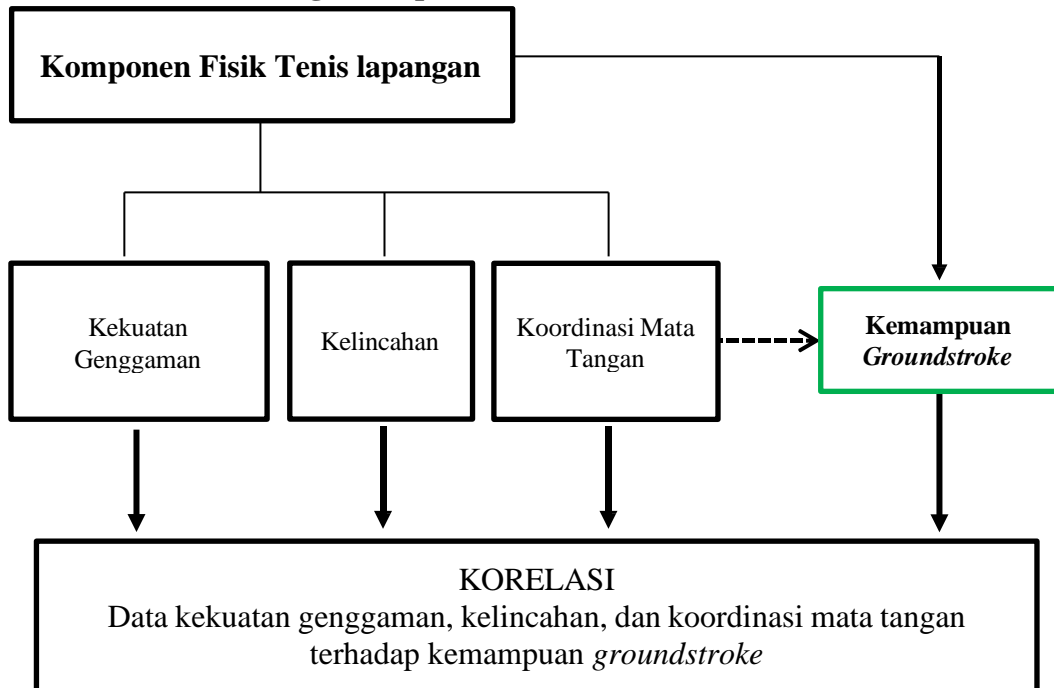 Komponen Fisik Tenis lapangan
Kekuatan
Genggaman
Kelincahan
Koordinasi Mata
Tangan
Kemampuan
Groundstroke
KORELASI
Data kekuatan genggaman, kelincahan, dan koordinasi mata tangan
terhadap kemampuan groundstroke